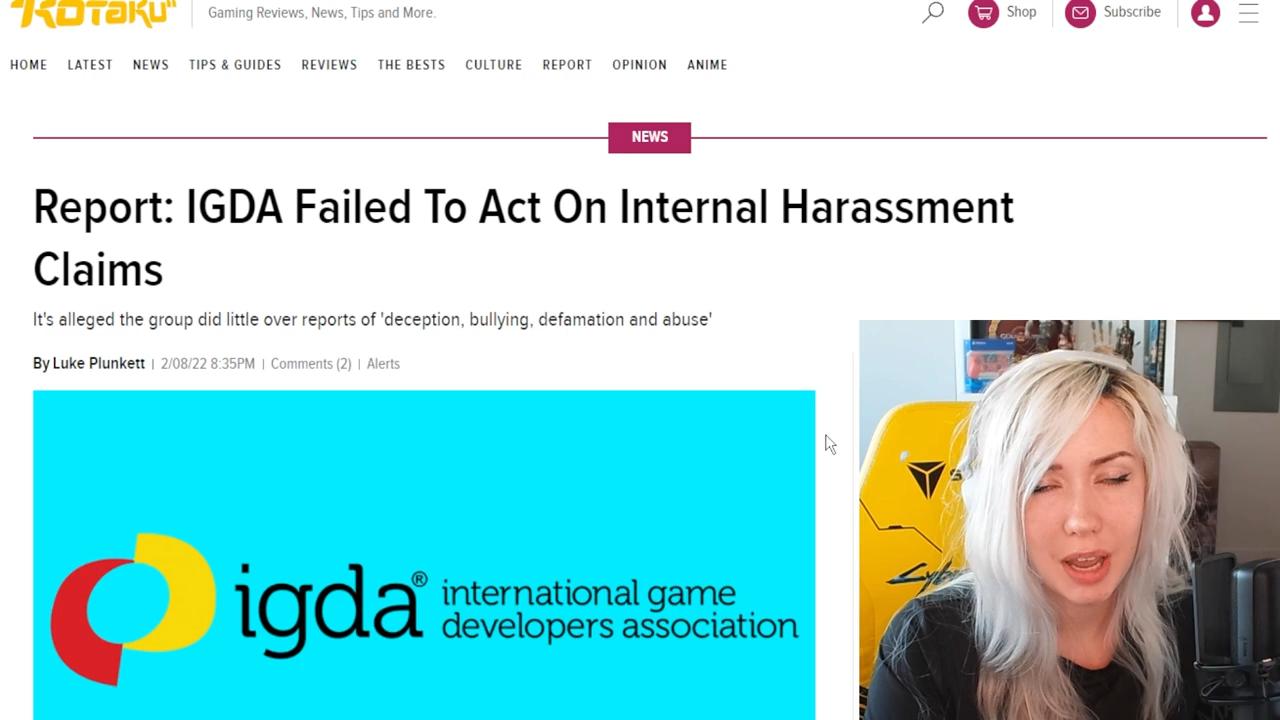 KOTAKU
Gaming Reviews, News, Tips and More.
Shop
Subscribe
HOME LATEST NEWS TIPS & GUIDES REVIEWS THE BESTS CULTURE REPORT OPINION ANIME
NEWS
Report: IGDA Failed To Act On Internal Harassment
Claims
It's alleged the group did little over reports of 'deception, bullying, defamation and abuse'
By Luke Plunkett | 2/08/22 8:35PM | Comments (2) | Alerts
igda® international game
developers association